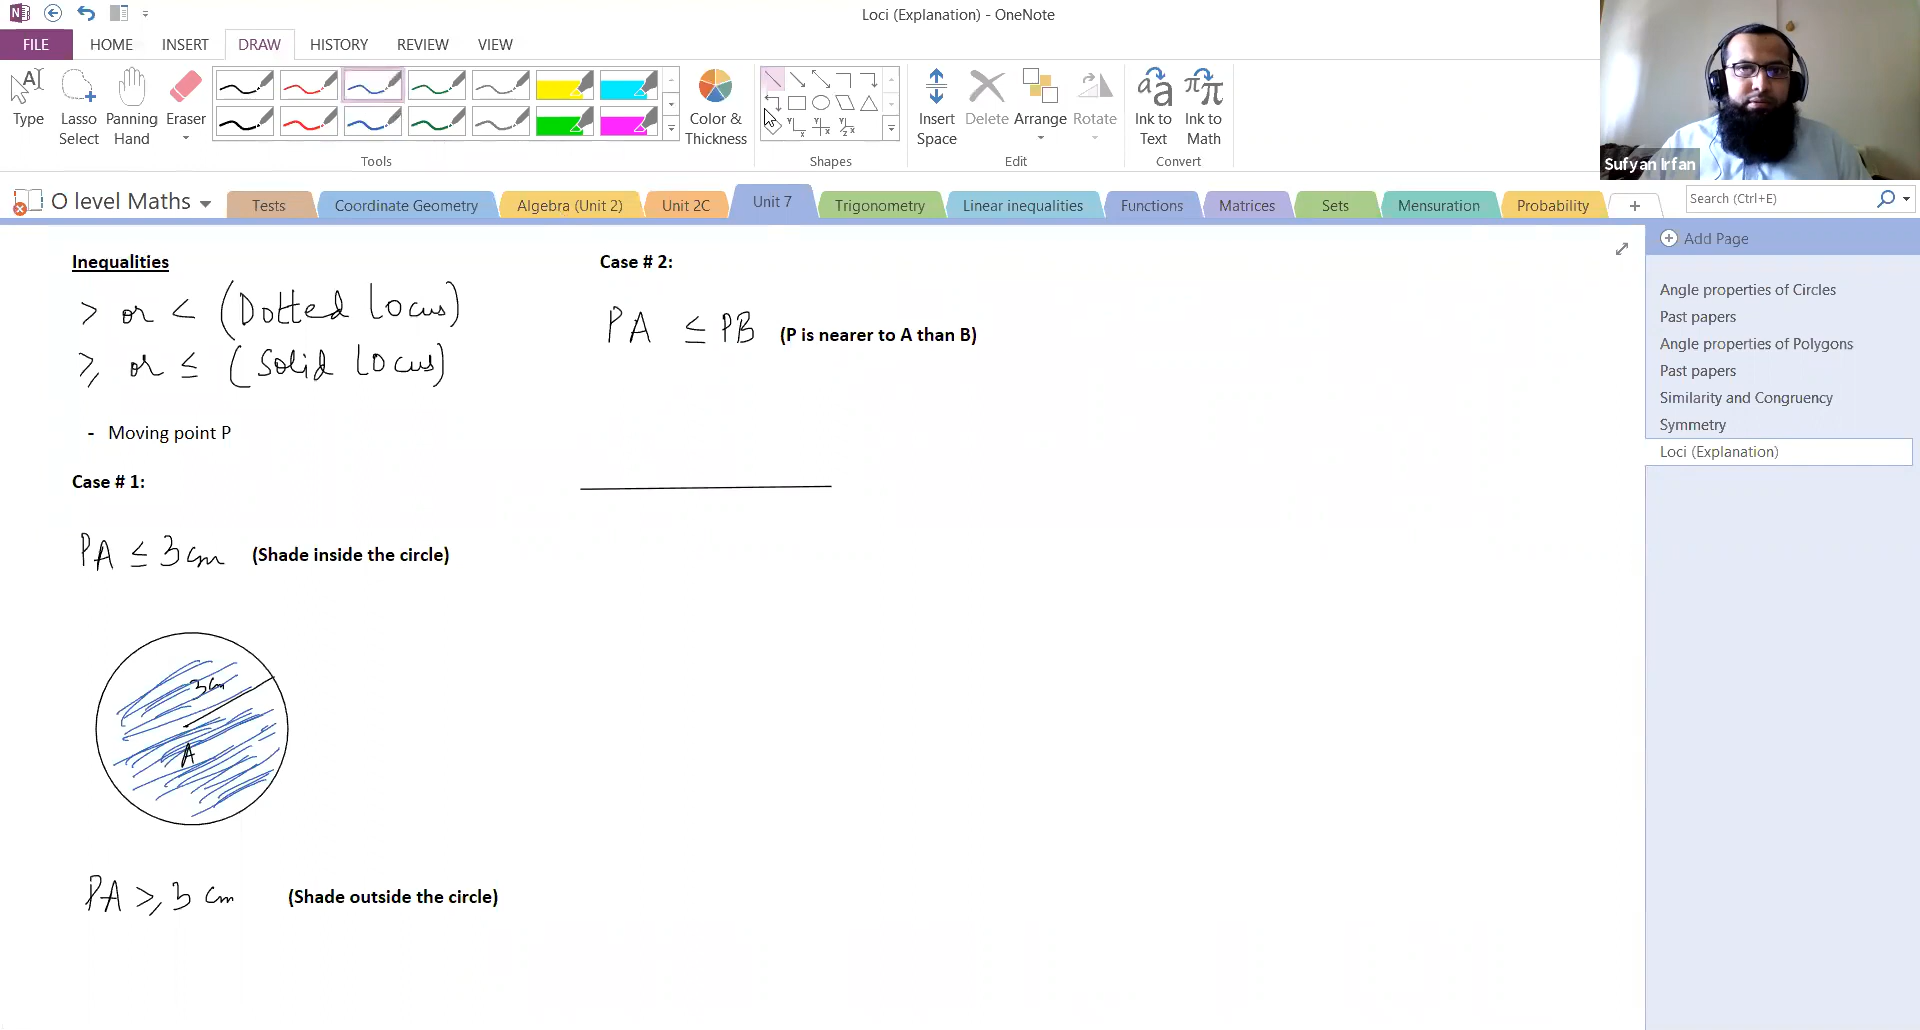 Loci (Explanation) - OneNote
FILE HOME INSERT DRAW HISTORY REVIEW VIEW
Type
Lasso Select
Panning Hand
Eraser
Color & Thickness
Insert Space
Delete
Arrange
Rotate
Ink to Text
Ink to Math
Tools
Shapes
Edit
Convert
Sufyan Irfan
O level Maths
Tests
Coordinate Geometry
Algebra (Unit 2)
Unit 2C
Unit 7
Trigonometry
Linear inequalities
Functions
Matrices
Sets
Mensuration
Probability
+
Search (Ctrl+E)
Add Page
Angle properties of Circles
Past papers
Angle properties of Polygons
Past papers
Similarity and Congruency
Symmetry
Loci (Explanation)
Inequalities
> or < (Dotted Locus)
≥ or ≤ (Solid Locus)
- Moving point P
Case # 1:
PA ≤ 3 cm (Shade inside the circle)
3 cm
A
PA ≥ 3 cm (Shade outside the circle)
Case # 2:
PA ≤ PB (P is nearer to A than B)